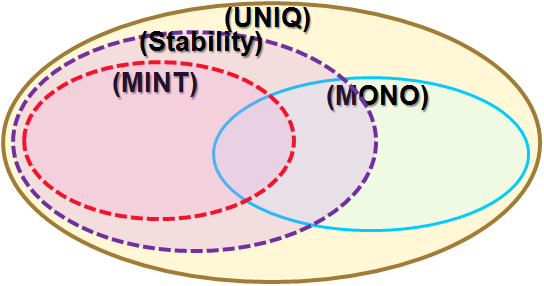 (UNIQ)
(Stability)
(MINT)
(MONO)